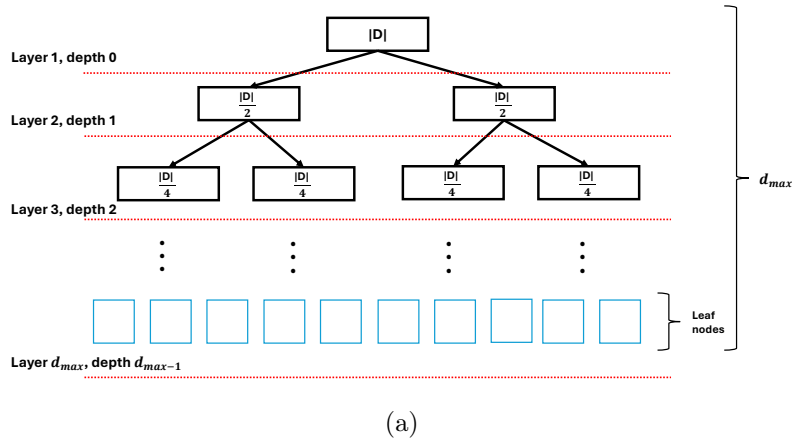 |D|
Layer 1, depth 0
|D|/2 |D|/2
Layer 2, depth 1
|D|/4 |D|/4 |D|/4 |D|/4
d_max
Layer 3, depth 2
Leaf
nodes
Layer d_max, depth d_max-1
(a)